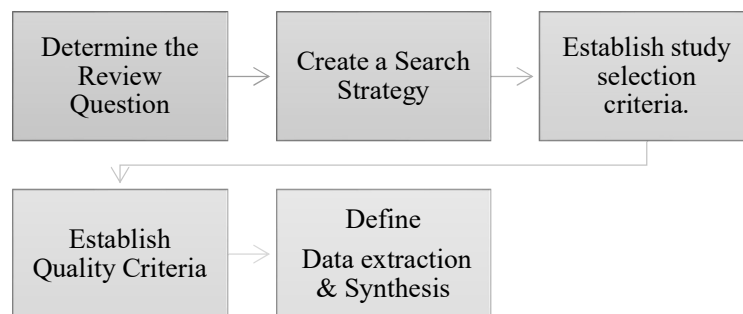 Determine the
Review
Question
Create a Search
Strategy
Establish study
selection
criteria.
Establish
Quality Criteria
Define
Data extraction
& Synthesis